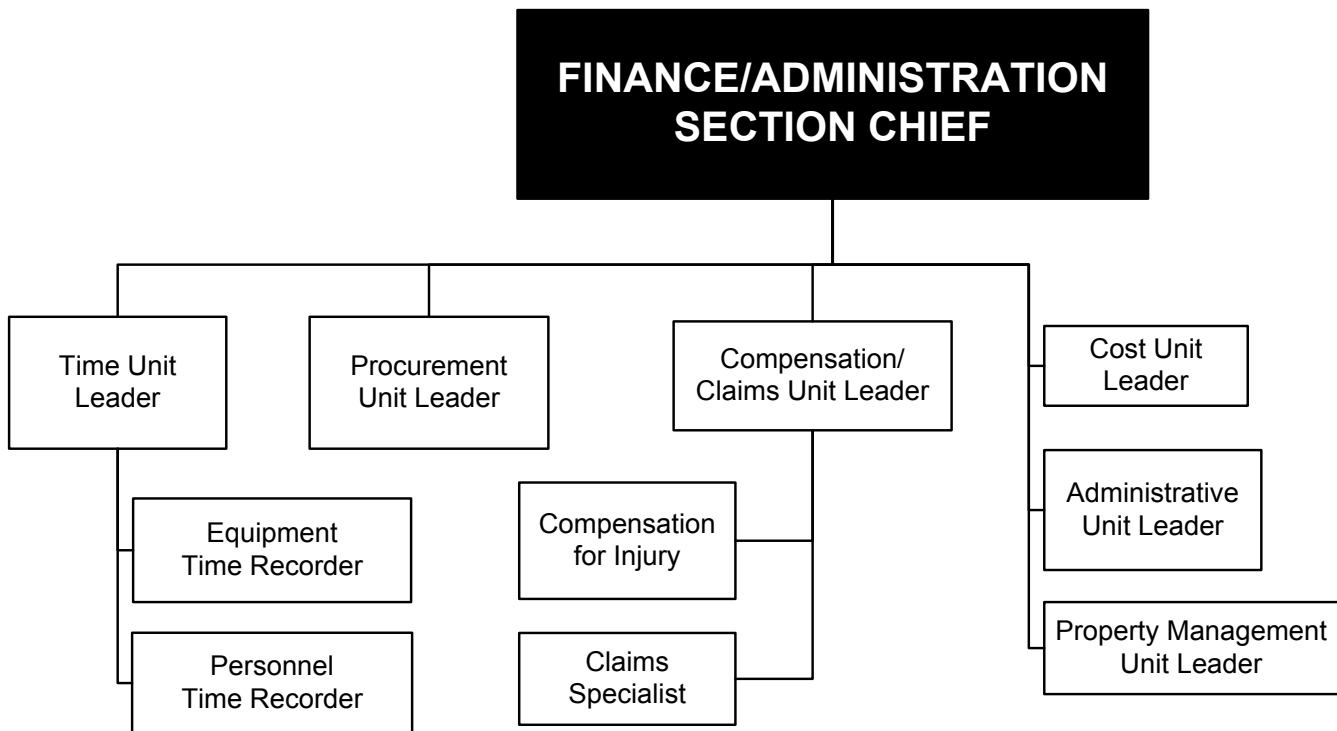 FINANCE/ADMINISTRATION
SECTION CHIEF
Time Unit
Leader
Procurement
Unit Leader
Compensation/
Claims Unit Leader
Cost Unit
Leader
Equipment
Time Recorder
Compensation
for Injury
Administrative
Unit Leader
Personnel
Time Recorder
Claims
Specialist
Property Management
Unit Leader